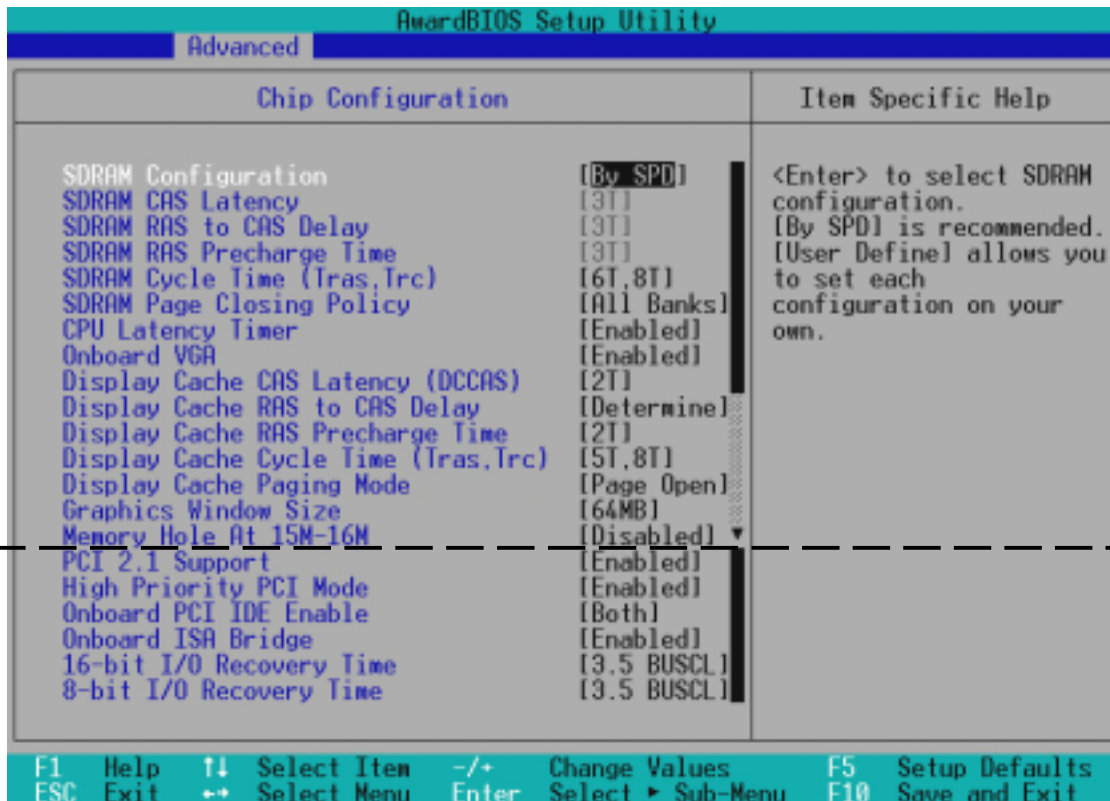 AwardBIOS Setup Utility
Advanced
Chip Configuration
Item Specific Help
SDRAM Configuration [By SPD]
SDRAM CAS Latency [3T]
SDRAM RAS to CAS Delay [3T]
SDRAM RAS Precharge Time [3T]
SDRAM Cycle Time (Tras,Trc) [6T,8T]
SDRAM Page Closing Policy [All Banks]
CPU Latency Timer [Enabled]
Onboard VGA [Enabled]
Display Cache CAS Latency (DCCAS) [2T]
Display Cache RAS to CAS Delay [Determine]
Display Cache RAS Precharge Time [2T]
Display Cache Cycle Time (Tras,Trc) [5T,8T]
Display Cache Paging Mode [Page Open]
Graphics Window Size [64MB]
Memory Hole At 15M-16M [Disabled] ▼
PCI 2.1 Support [Enabled]
High Priority PCI Mode [Enabled]
Onboard PCI IDE Enable [Both]
Onboard ISA Bridge [Enabled]
16-bit I/O Recovery Time [3.5 BUSCL]
8-bit I/O Recovery Time [3.5 BUSCL]
<Enter> to select SDRAM
configuration.
[By SPD] is recommended.
[User Define] allows you
to set each
configuration on your
own.
F1 Help ↑↓ Select Item -/+ Change Values F5 Setup Defaults
ESC Exit ←→ Select Menu Enter Select ► Sub-Menu F10 Save and Exit